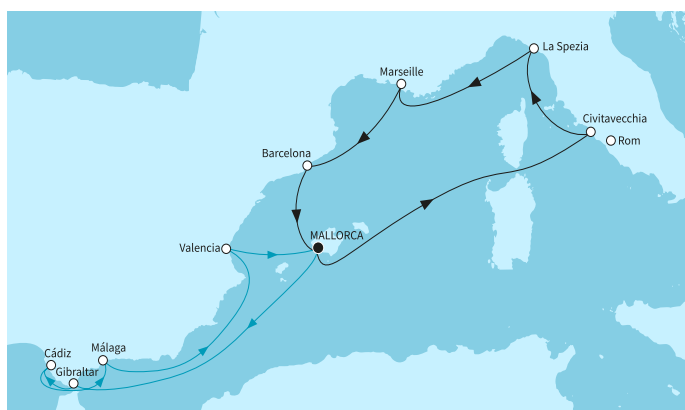 La Spezia
Marseille
Civitavecchia
Rom
Barcelona
MALLORCA
Valencia
Málaga
Cádiz
Gibraltar